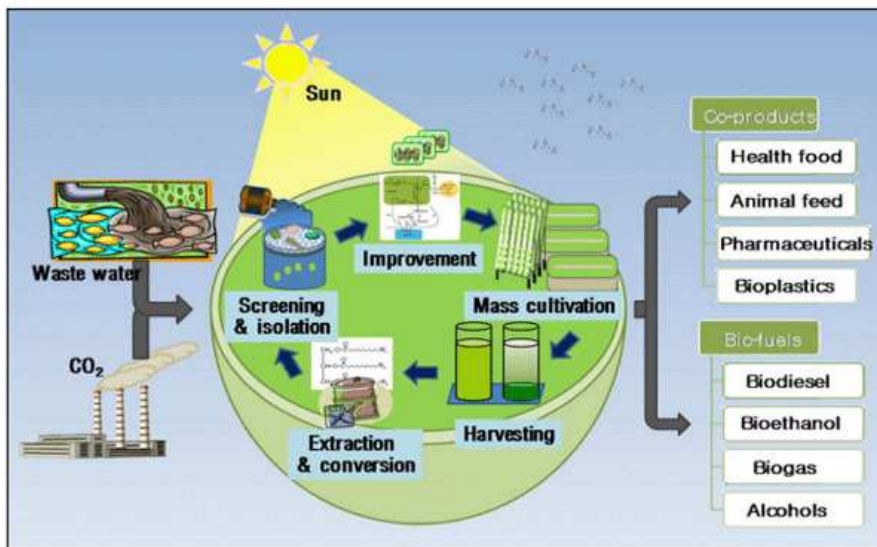 Sun
Waste water
CO2
Screening
& isolation
Improvement
Mass cultivation
Harvesting
Extraction
& conversion
Co-products
Health food
Animal feed
Pharmaceuticals
Bioplastics
Bio-fuels
Biodiesel
Bioethanol
Biogas
Alcohols